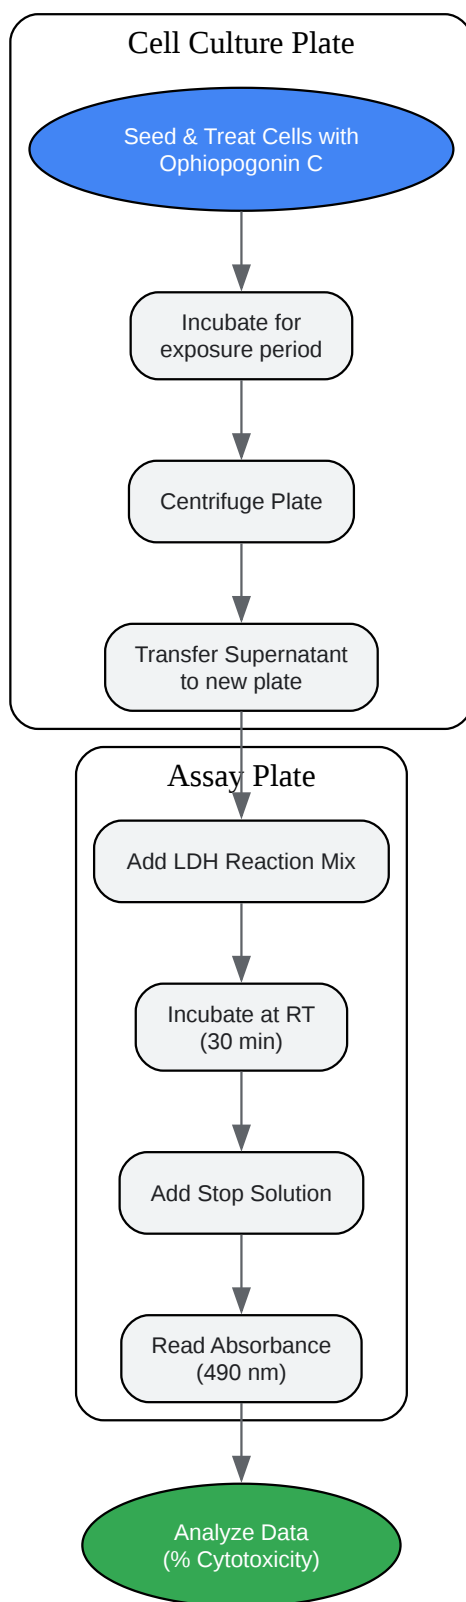 Cell Culture Plate
Seed & Treat Cells with
Ophiopogonin C
Incubate for
exposure period
Centrifuge Plate
Transfer Supernatant
to new plate
Assay Plate
Add LDH Reaction Mix
Incubate at RT
(30 min)
Add Stop Solution
Read Absorbance
(490 nm)
Analyze Data
(% Cytotoxicity)